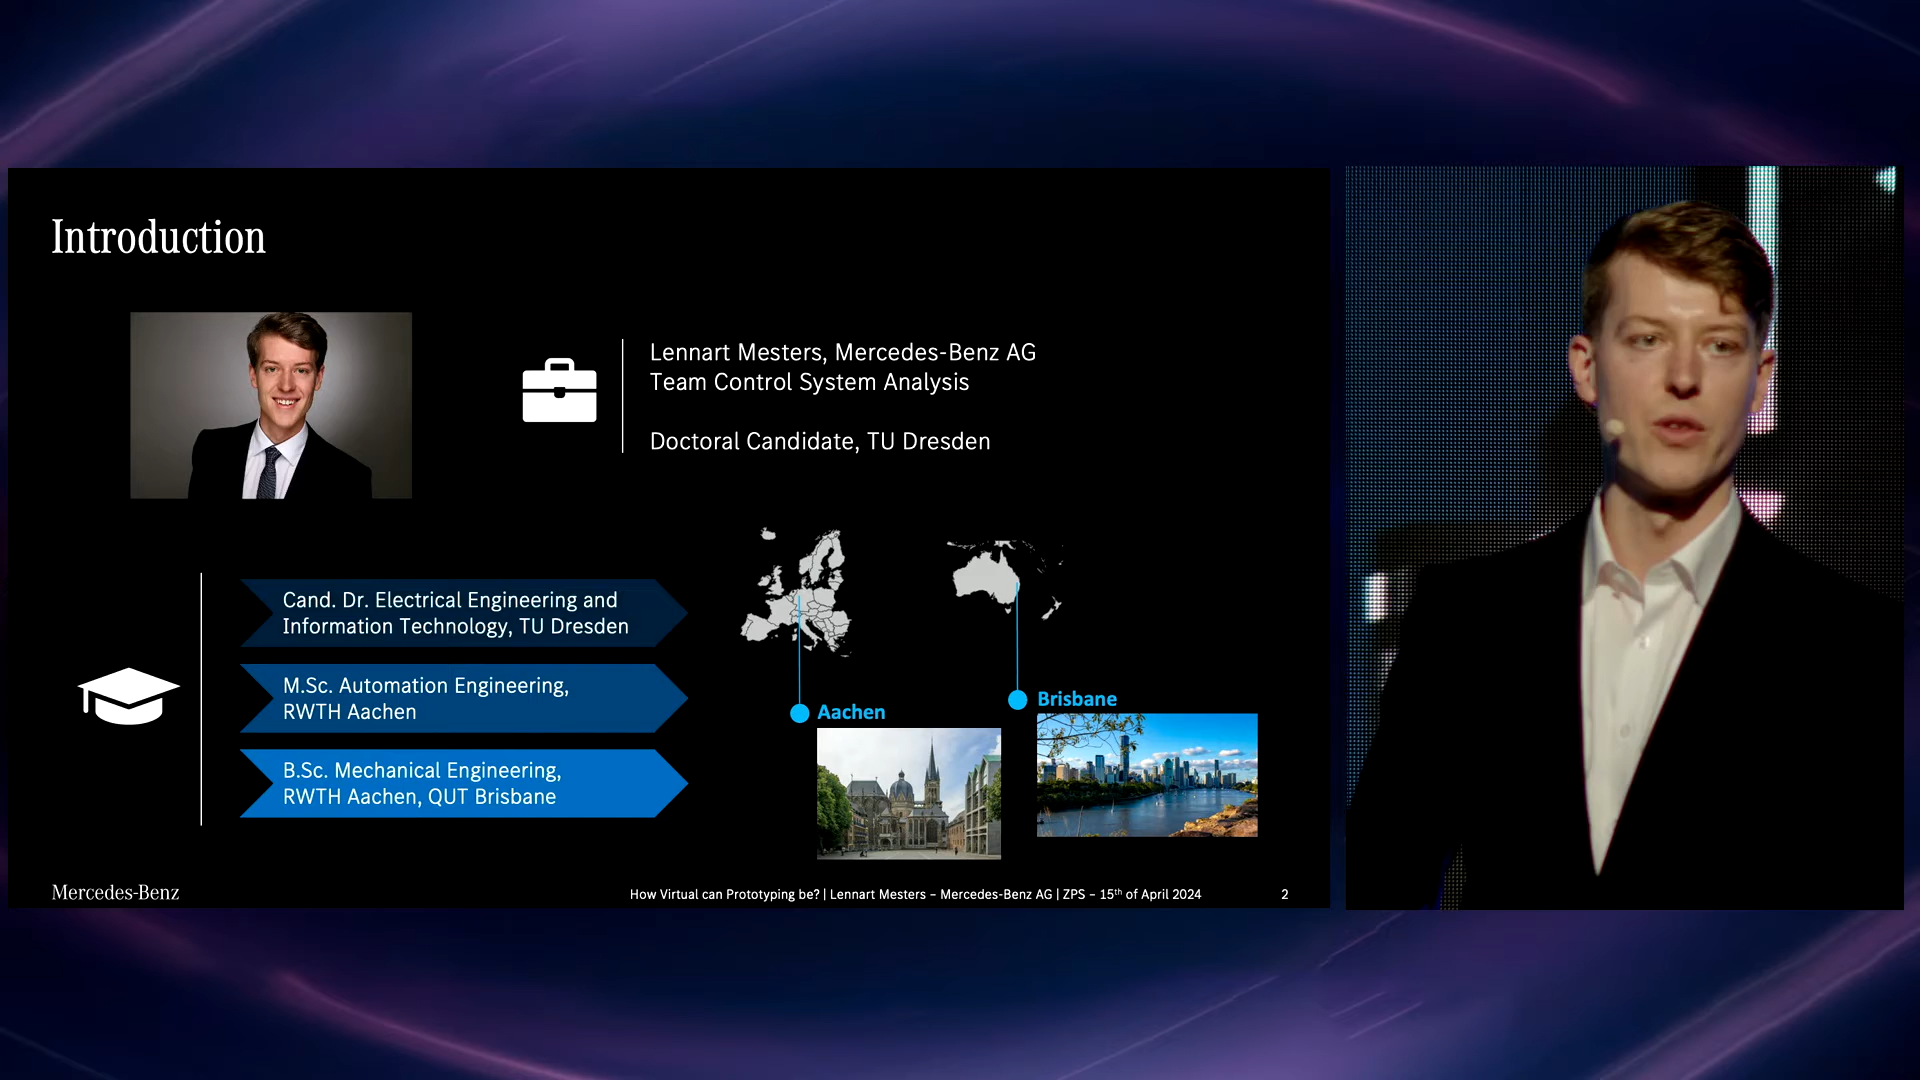 Introduction
Lennart Mesters, Mercedes-Benz AG
Team Control System Analysis
Doctoral Candidate, TU Dresden
Cand. Dr. Electrical Engineering and
Information Technology, TU Dresden
M.Sc. Automation Engineering,
RWTH Aachen
B.Sc. Mechanical Engineering,
RWTH Aachen, QUT Brisbane
Aachen
Brisbane
Mercedes-Benz
How Virtual can Prototyping be? | Lennart Mesters – Mercedes-Benz AG | ZPS – 15th of April 2024
2